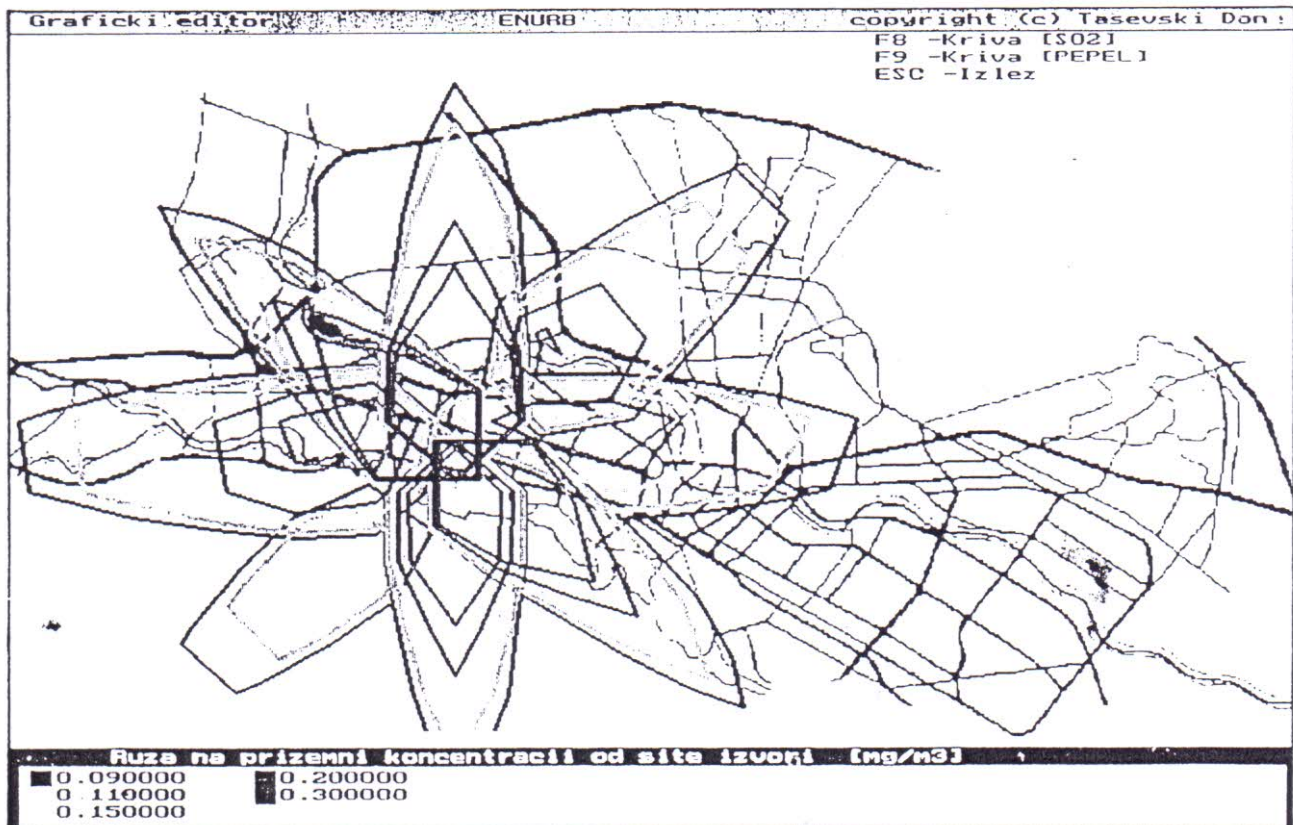 Graficki editor ENURB copyright (c) Tasevski Don
F8 -Kriva [SO2]
F9 -Kriva [PEPEL]
ESC -Izlez
Ruza na prizemni koncentracii od site izvori [mg/m3]
0.090000 0.200000
0.110000 0.300000
0.150000